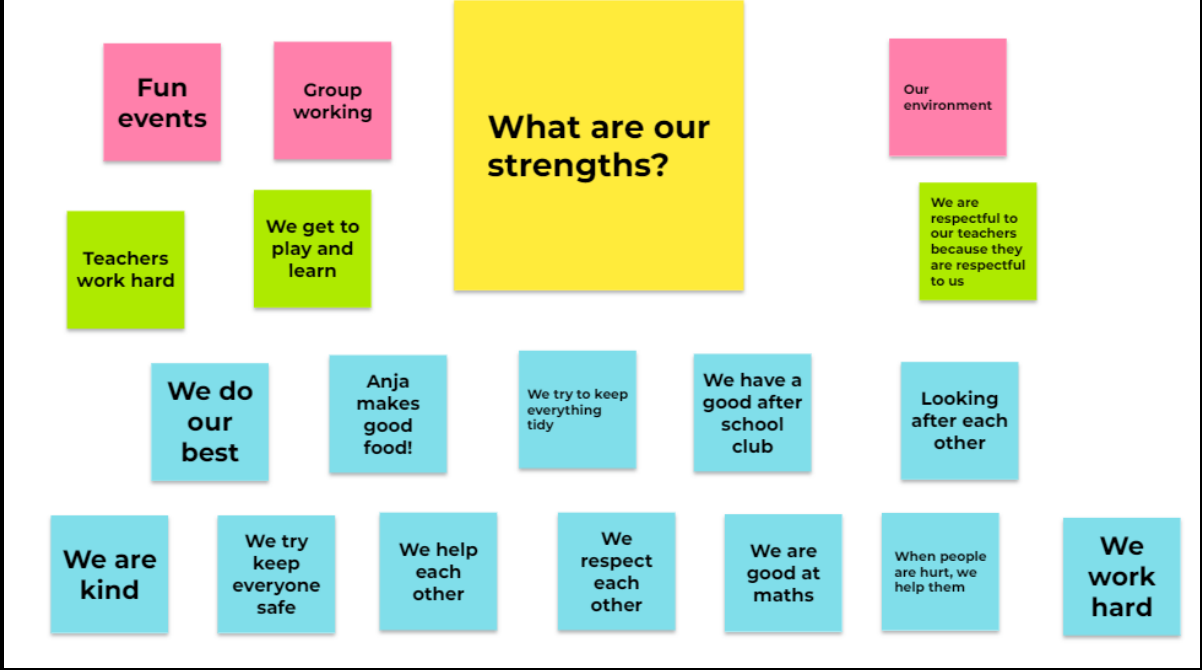 Fun
events
Group
working
What are our
strengths?
Our
environment
Teachers
work hard
We get to
play and
learn
We are
respectful to
our teachers
because they
are respectful
to us
We do
our
best
Anja
makes
good
food!
We try to keep
everything
tidy
We have a
good after
school
club
Looking
after each
other
We are
kind
We try
keep
everyone
safe
We help
each
other
We
respect
each
other
We are
good at
maths
When people
are hurt, we
help them
We
work
hard